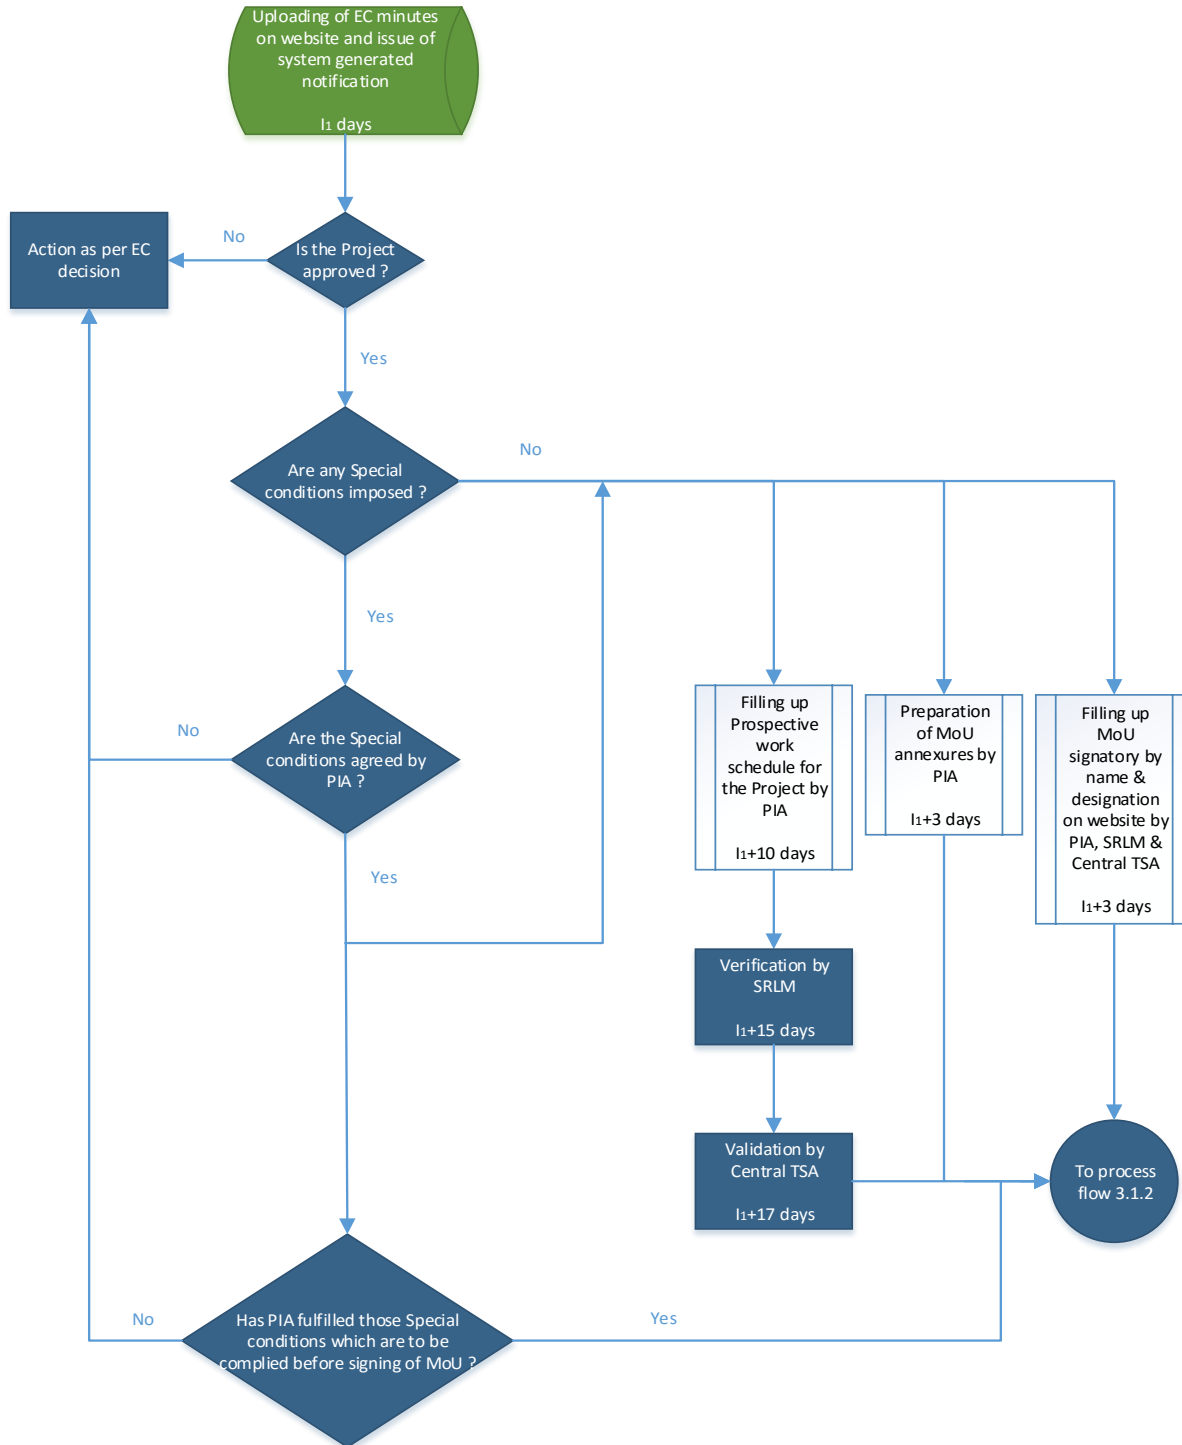 Uploading of EC minutes
on website and issue of
system generated
notification
I1 days
Action as per EC
decision
No
Is the Project
approved ?
Yes
Are any Special
conditions imposed ?
No
Yes
No
Are the Special
conditions agreed by
PIA ?
Yes
Filling up
Prospective
work
schedule for
the Project by
PIA
I1+10 days
Preparation
of MoU
annexures by
PIA
I1+3 days
Filling up
MoU
signatory by
name &
designation
on website by
PIA, SRLM &
Central TSA
I1+3 days
Verification by
SRLM
I1+15 days
Validation by
Central TSA
I1+17 days
To process
flow 3.1.2
No
Has PIA fulfilled those Special
conditions which are to be
complied before signing of MoU ?
Yes